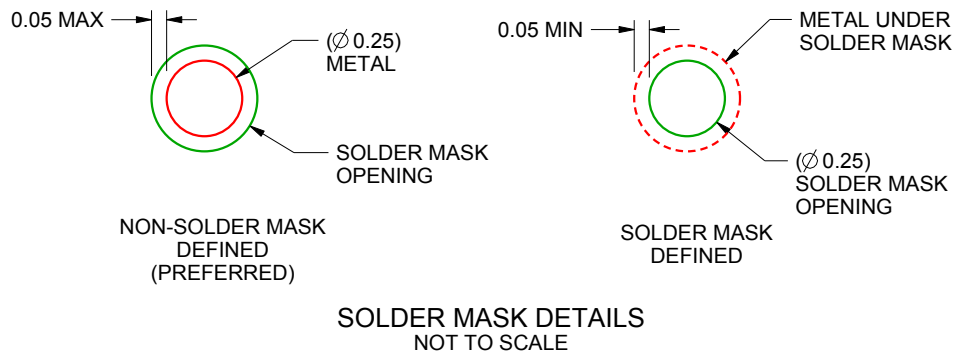 0.05 MAX
(∅ 0.25)
METAL
SOLDER MASK
OPENING
NON-SOLDER MASK
DEFINED
(PREFERRED)
0.05 MIN
METAL UNDER
SOLDER MASK
(∅ 0.25)
SOLDER MASK
OPENING
SOLDER MASK
DEFINED
SOLDER MASK DETAILS
NOT TO SCALE